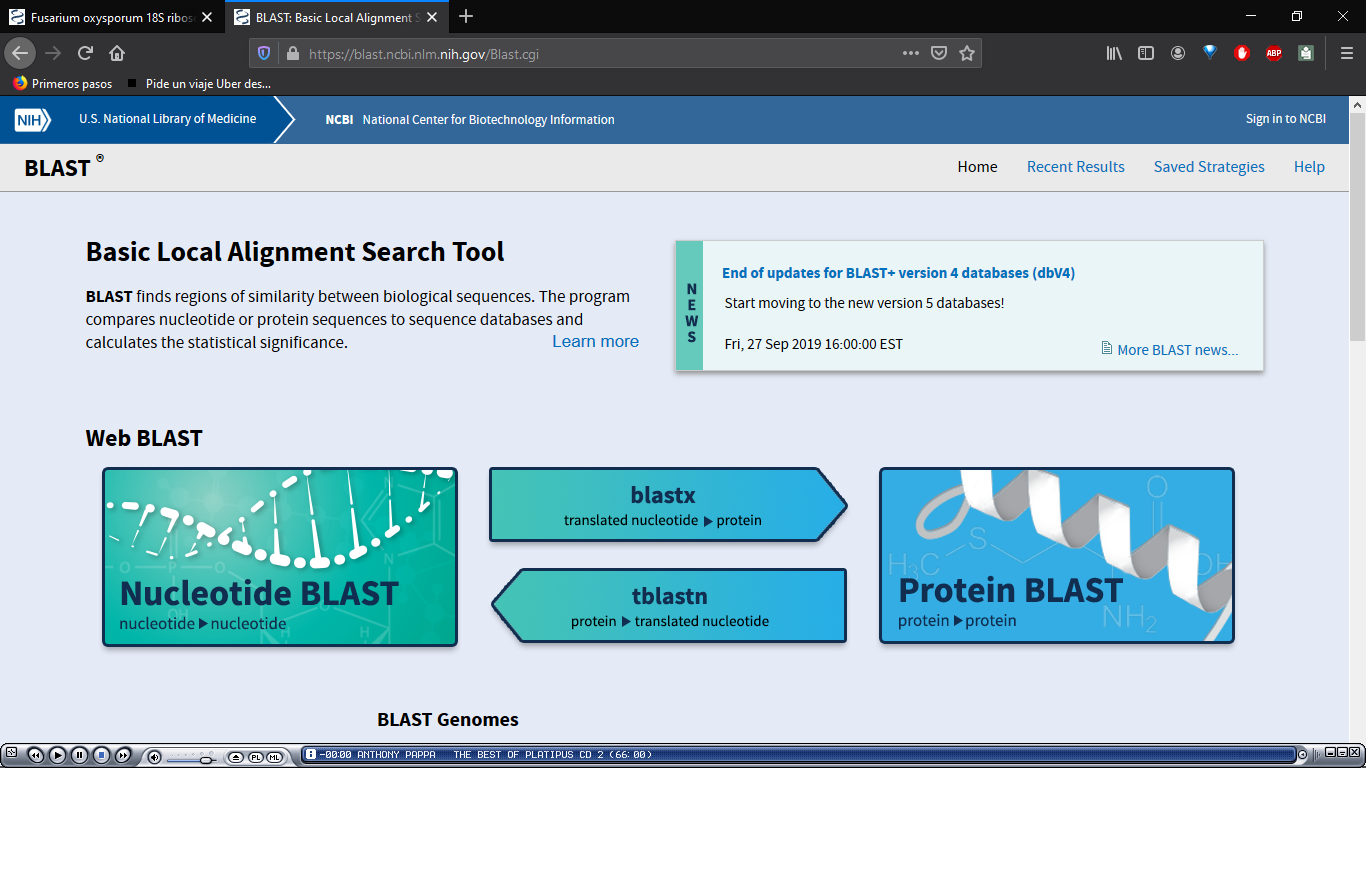 Fusarium oxysporum 18S ribos
BLAST: Basic Local Alignment S
https://blast.ncbi.nlm.nih.gov/Blast.cgi
ABP
Primeros pasos
Pide un viaje Uber des...
NIH
U.S. National Library of Medicine
NCBI National Center for Biotechnology Information
Sign in to NCBI
BLAST ®
Home
Recent Results
Saved Strategies
Help
Basic Local Alignment Search Tool
BLAST finds regions of similarity between biological sequences. The program
compares nucleotide or protein sequences to sequence databases and
calculates the statistical significance.
Learn more
NEWS
End of updates for BLAST+ version 4 databases (dbV4)
Start moving to the new version 5 databases!
Fri, 27 Sep 2019 16:00:00 EST
More BLAST news...
Web BLAST
O P O
OH
H
H
Nucleotide BLAST
nucleotide ▶ nucleotide
blastx
translated nucleotide ▶ protein
tblastn
protein ▶ translated nucleotide
O
S
H₃C
OH
NH₂
Protein BLAST
protein ▶ protein
BLAST Genomes
PL
ML
-00:00 ANTHONY PAPPA THE BEST OF PLATIPUS CD 2 (66:00)